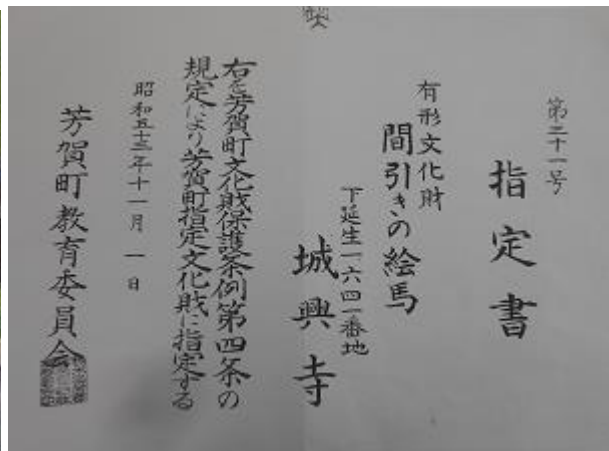 第二十一号
指定書
有形文化財
間引きの絵馬
下延生一六四一番地
城興寺
右を芳賀町文化財保護条例第四条の
規定により芳賀町指定文化財に指定する
昭和五十三年十一月一日
芳賀町教育委員会